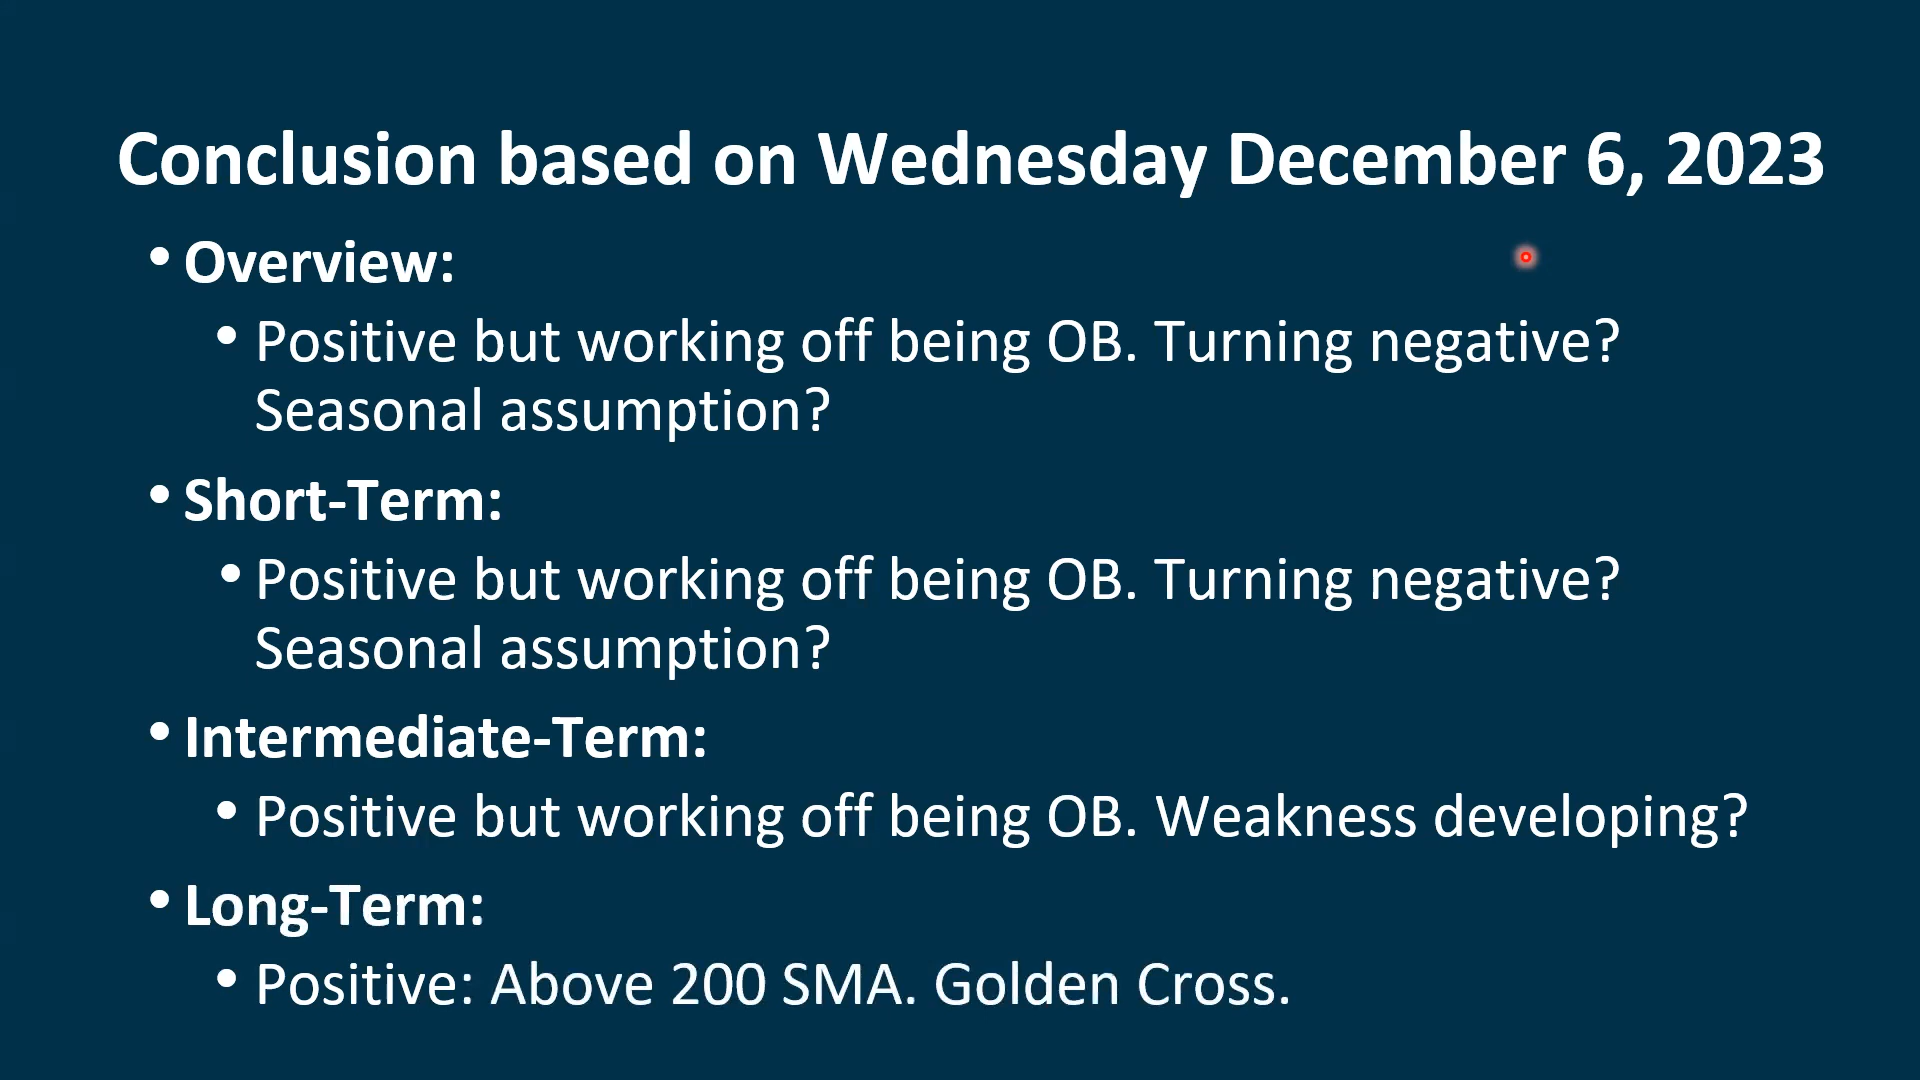 Conclusion based on Wednesday December 6, 2023
• Overview:
• Positive but working off being OB. Turning negative?
Seasonal assumption?
• Short-Term:
• Positive but working off being OB. Turning negative?
Seasonal assumption?
• Intermediate-Term:
• Positive but working off being OB. Weakness developing?
• Long-Term:
• Positive: Above 200 SMA. Golden Cross.